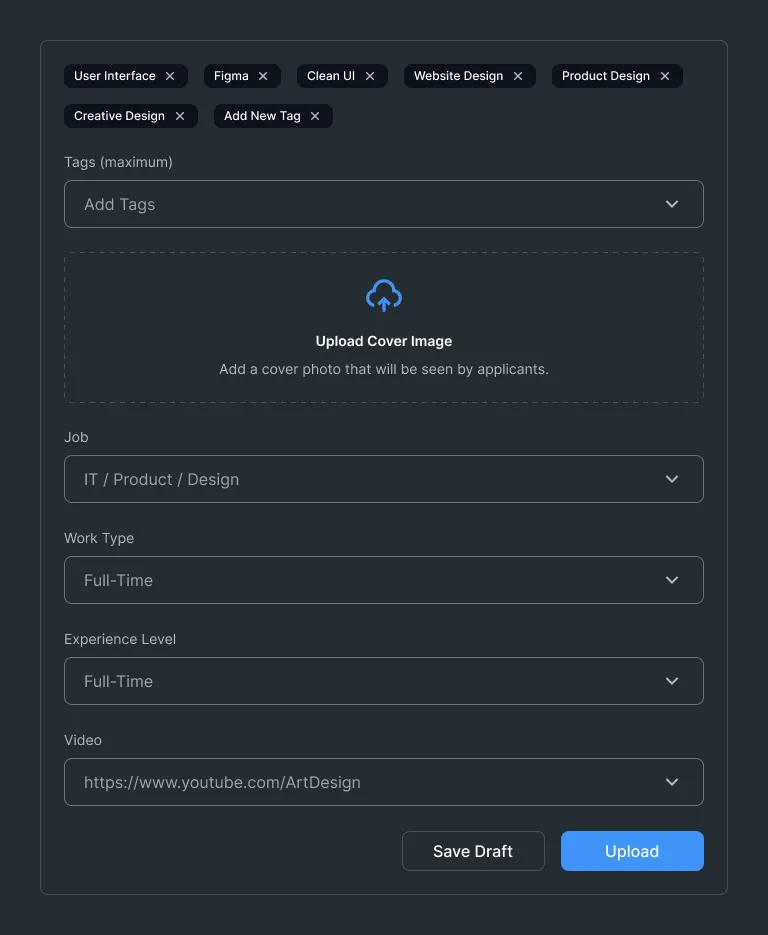 User Interface
Figma
Clean UI
Website Design
Product Design
Creative Design
Add New Tag
Tags (maximum)
Add Tags
Upload Cover Image
Add a cover photo that will be seen by applicants.
Job
IT / Product / Design
Work Type
Full-Time
Experience Level
Full-Time
Video
https://www.youtube.com/ArtDesign
Save Draft
Upload